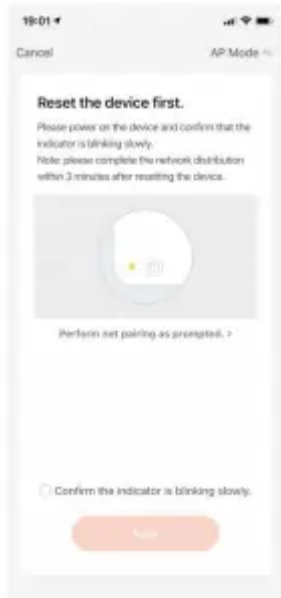 19:01
Cancel
AP Mode
Reset the device first.
Please power on the device and confirm that the
indicator is blinking slowly.
Note: please complete the network distribution
within 3 minutes after resetting the device.
Perform net pairing as prompted. >
Confirm the indicator is blinking slowly.
Next